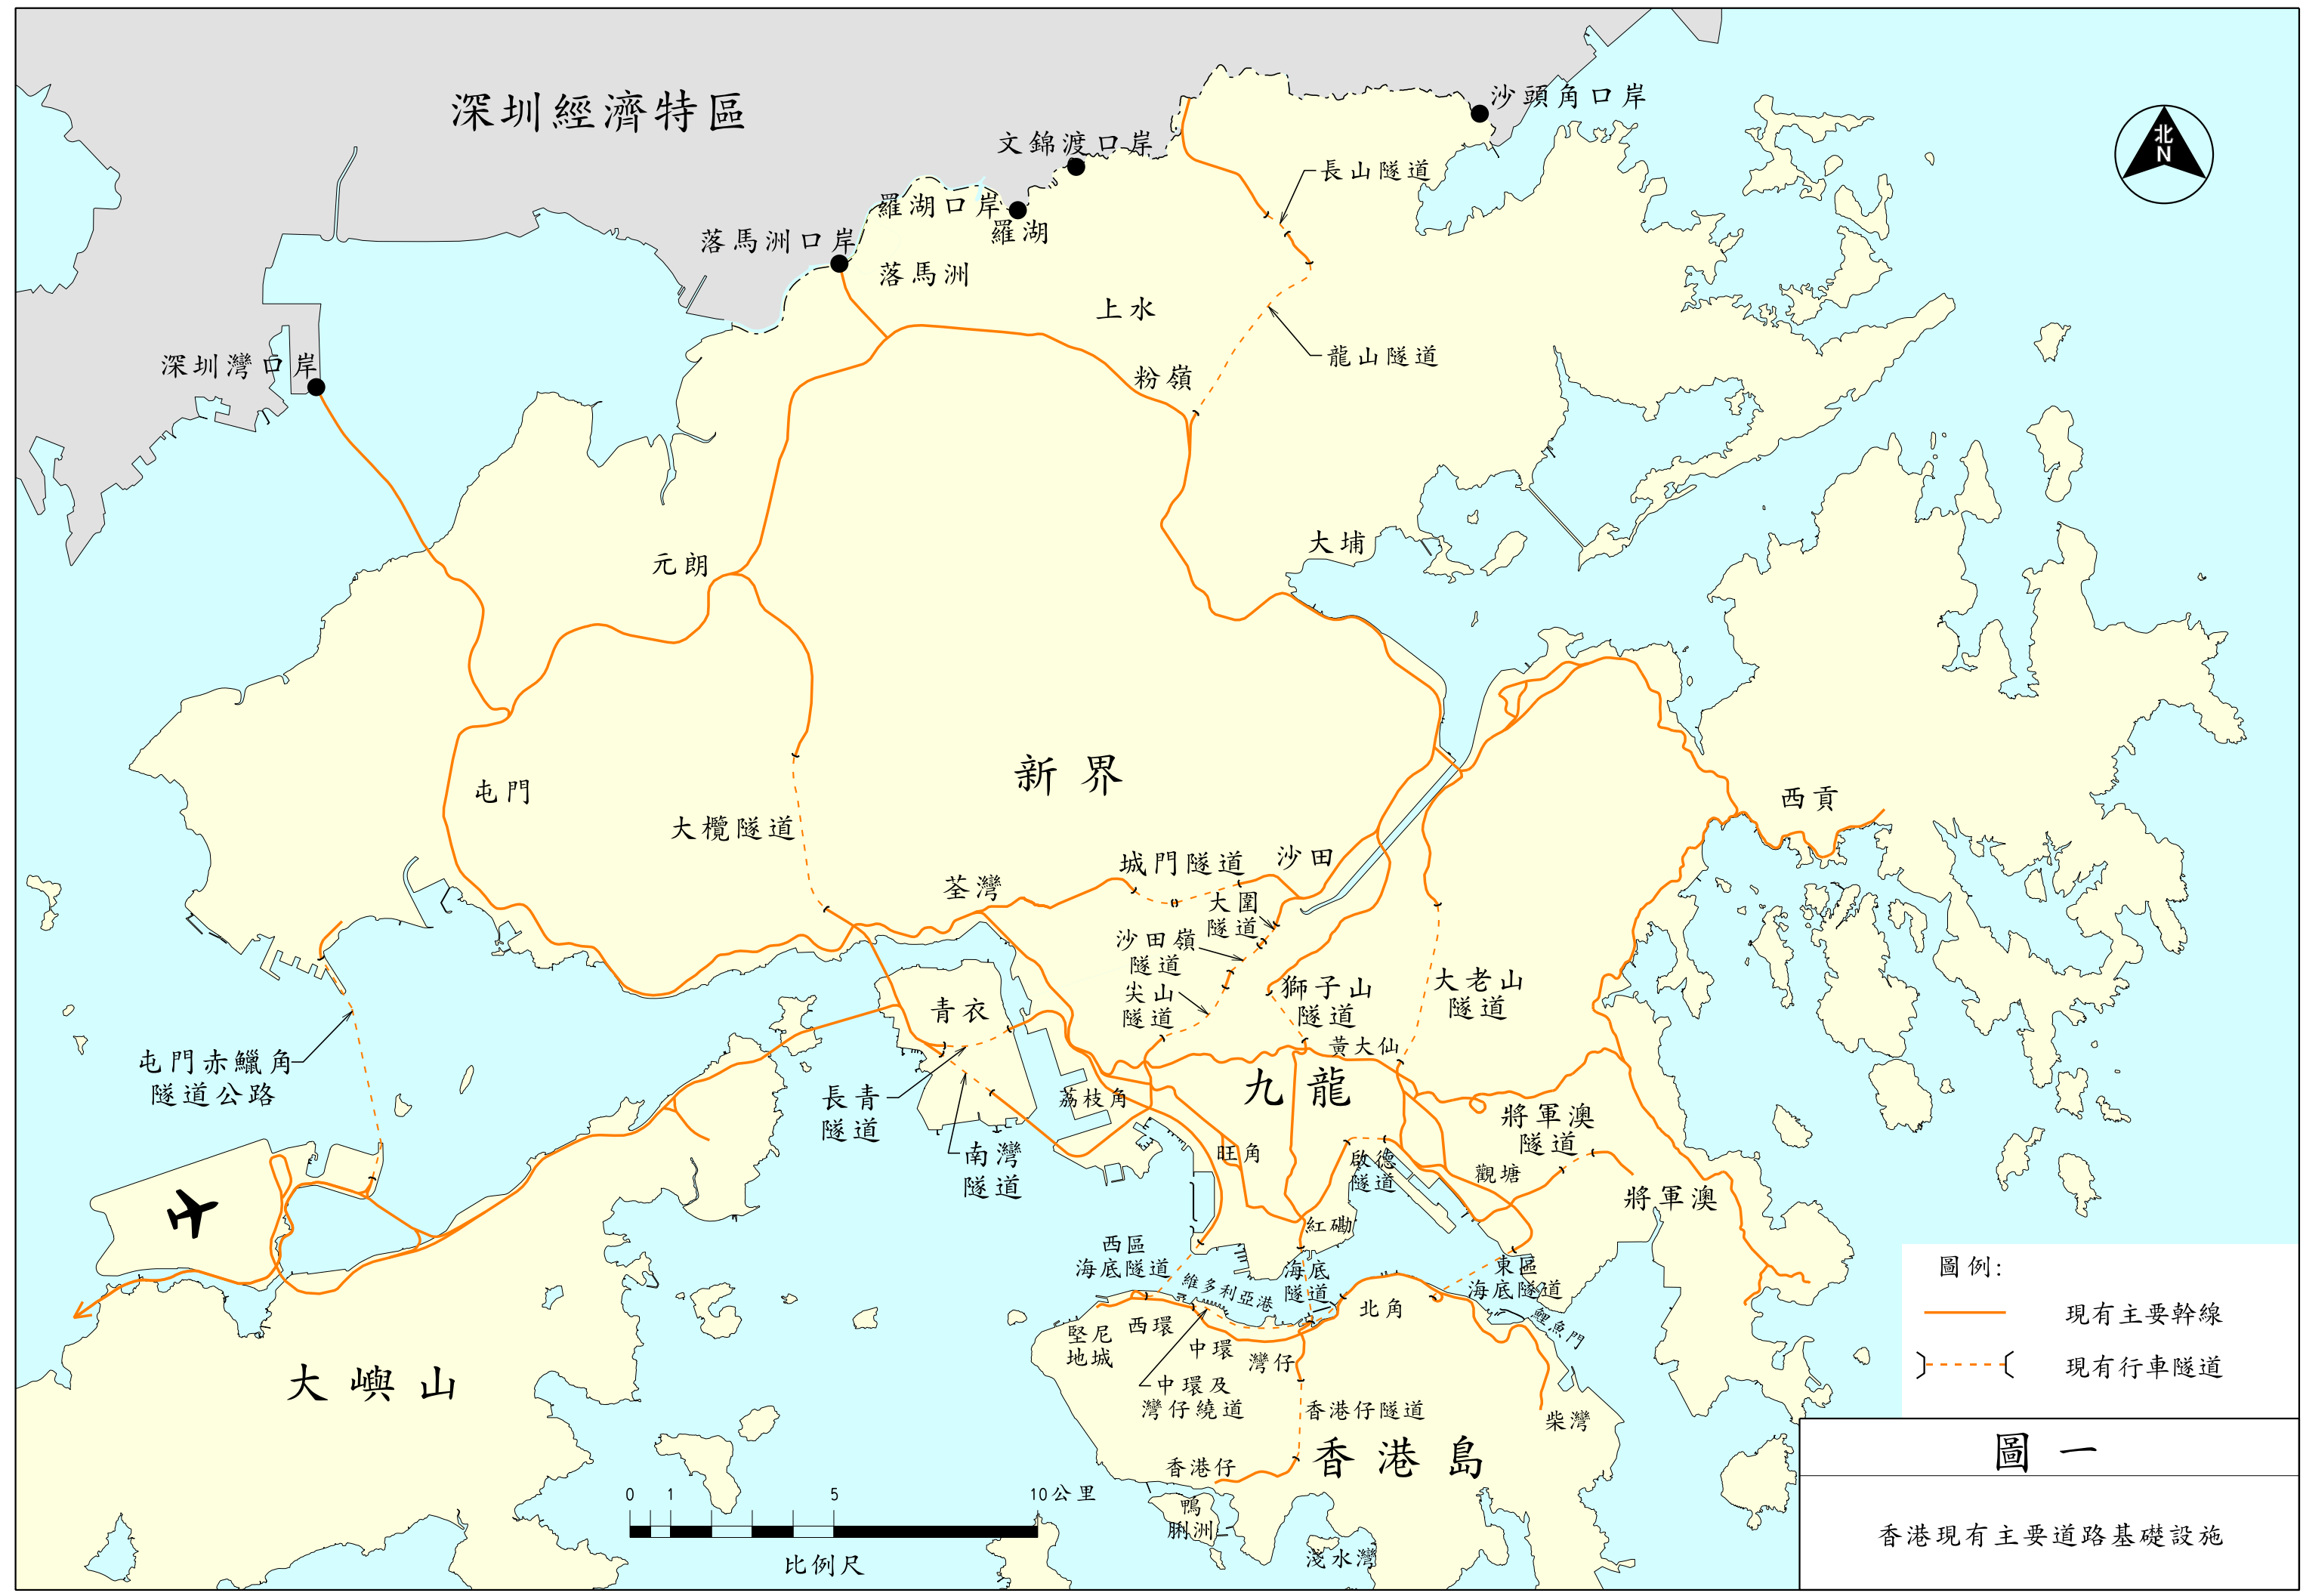 深圳經濟特區
沙頭角口岸
文錦渡口岸
北
N
長山隧道
羅湖口岸
羅湖
落馬洲口岸
落馬洲
上水
龍山隧道
深圳灣口岸
粉嶺
大埔
元朗
新界
屯門
西貢
大欖隧道
城門隧道
沙田
荃灣
大圍
隧道
沙田嶺
隧道
尖山
隧道
獅子山
隧道
大老山
隧道
青衣
黃大仙
屯門赤鱲角
隧道公路
九龍
長青
隧道
荔枝角
將軍澳
隧道
南灣
隧道
旺角
啟德
隧道
觀塘
將軍澳
紅磡
西區
海底隧道
維多利亞港
海底
隧道
東區
海底隧道
鯉魚門
北角
圖例:
現有主要幹線
現有行車隧道
堅尼
地城
西環
中環
灣仔
中環及
灣仔繞道
大嶼山
香港仔隧道
柴灣
香港島
香港仔
鴨
脷洲
淺水灣
0 1 5 10公里
比例尺
圖一
香港現有主要道路基礎設施